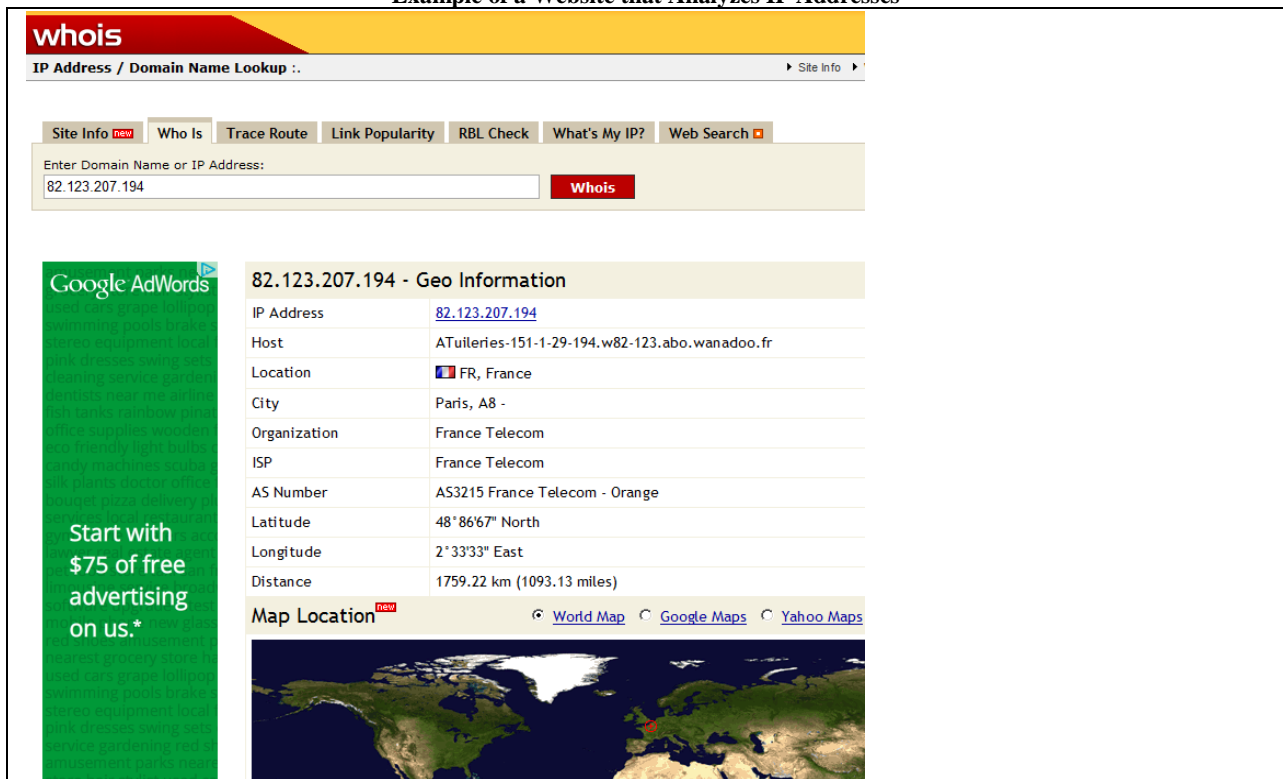 Example of a Website that Analyzes IP Addresses
whois
IP Address / Domain Name Lookup :.
Site Info
Site Info new
Who Is
Trace Route
Link Popularity
RBL Check
What's My IP?
Web Search
Enter Domain Name or IP Address:
82.123.207.194
Whois
Google AdWords
Start with
$75 of free
advertising
on us.*
82.123.207.194 - Geo Information
IP Address 82.123.207.194
Host ATuileries-151-1-29-194.w82-123.abo.wanadoo.fr
Location FR, France
City Paris, A8 -
Organization France Telecom
ISP France Telecom
AS Number AS3215 France Telecom - Orange
Latitude 48°86'67" North
Longitude 2°33'33" East
Distance 1759.22 km (1093.13 miles)
Map Location new
World Map
Google Maps
Yahoo Maps